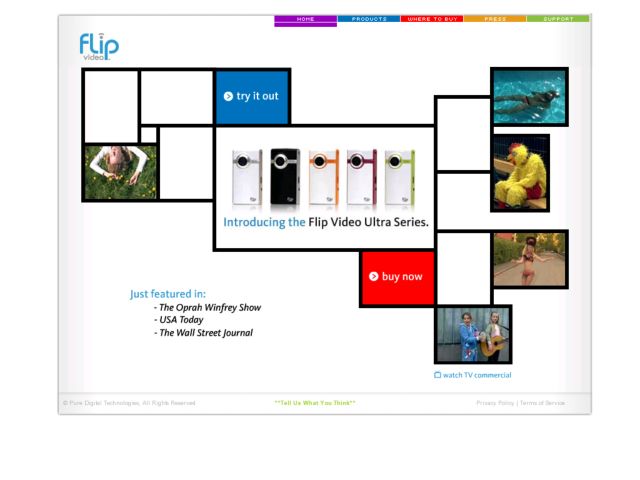 HOME PRODUCTS WHERE TO BUY PRESS SUPPORT
flip
video
try it out
Introducing the Flip Video Ultra Series.
buy now
Just featured in:
- The Oprah Winfrey Show
- USA Today
- The Wall Street Journal
watch TV commercial
© Pure Digital Technologies, All Rights Reserved **Tell Us What You Think** Privacy Policy | Terms of Service